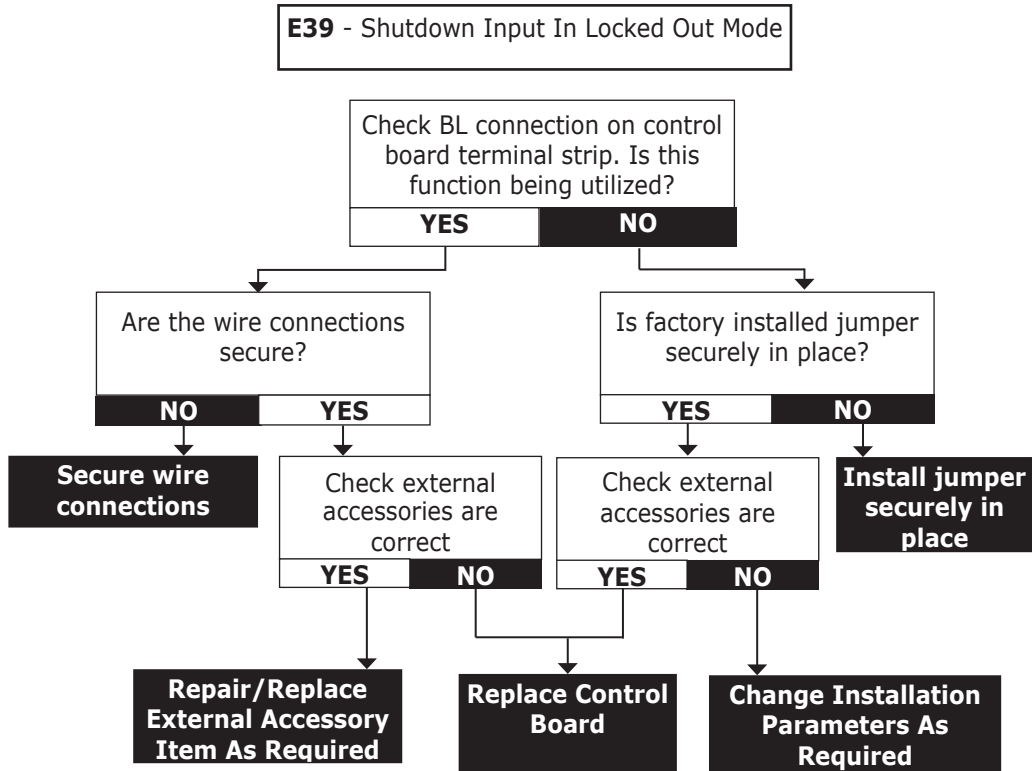 E39 - Shutdown Input In Locked Out Mode
Check BL connection on control
board terminal strip. Is this
function being utilized?
YES
NO
Are the wire connections
secure?
NO
YES
Is factory installed jumper
securely in place?
YES
NO
Secure wire
connections
Check external
accessories are
correct
YES
NO
Check external
accessories are
correct
YES
NO
Install jumper
securely in
place
Repair/Replace
External Accessory
Item As Required
Replace Control
Board
Change Installation
Parameters As
Required